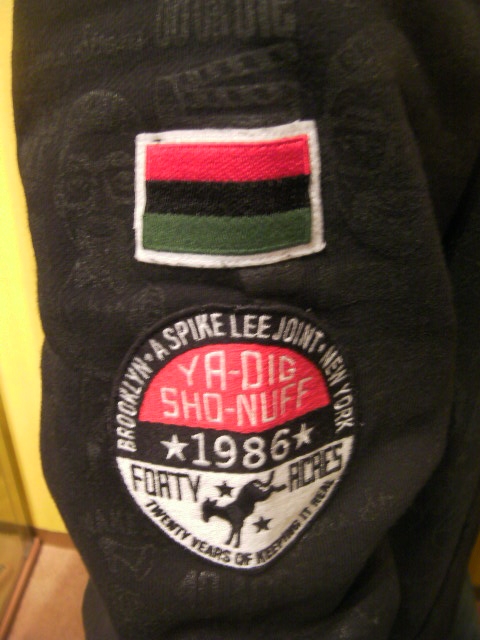 BROOKLYN • A SPIKE LEE JOINT • NEW YORK
YA-DIG
SHO-NUFF
1986
FORTY ACRES
TWENTY YEARS OF KEEPING IT REAL